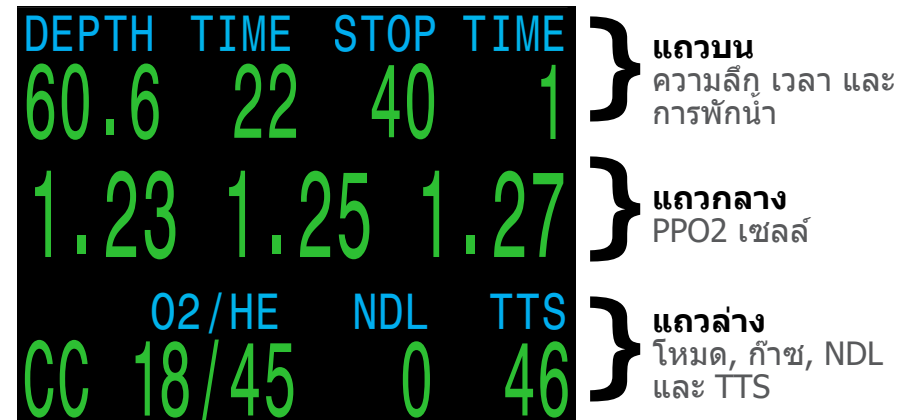 DEPTH TIME STOP TIME
60.6 22 40 1
1.23 1.25 1.27
O2/HE NDL TTS
CC 18/45 0 46
} แถวบน
ความลึก เวลา และ
การพักน้ำ
} แถวกลาง
PPO2 เซลล์
} แถวล่าง
โหมด, ก๊าซ, NDL
และ TTS